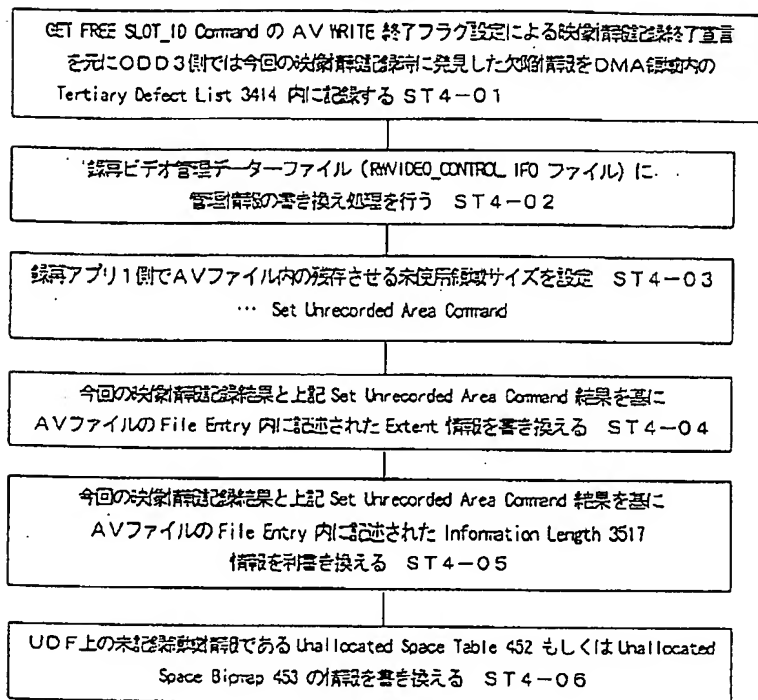 GET FREE SLOT_ID Command の AV WRITE 終了フラグ設定による映像情報記録終了宣言
を元にODD3側では今回の映像情報記録時に発見した欠陥情報をDMA領域内の
Tertiary Defect List 3414 内に記録する ST4-01
録再ビデオ管理データーファイル (RWVIDEO_CONTROL. IFO ファイル) に
管理情報の書き換え処理を行う ST4-02
録再アプリ1側でAVファイル内の残存させる未使用領域サイズを設定 ST4-03
… Set Unrecorded Area Command
今回の映像情報記録結果と上記 Set Unrecorded Area Command 結果を基に
AVファイルの File Entry 内に記述された Extent 情報を書き換える ST4-04
今回の映像情報記録結果と上記 Set Unrecorded Area Command 結果を基に
AVファイルの File Entry 内に記述された Information Length 3517
情報を利書き換える ST4-05
UDF上の未記録領域情報である Unallocated Space Table 452 もしくは Unallocated
Space Bitmap 453 の情報を書き換える ST4-06